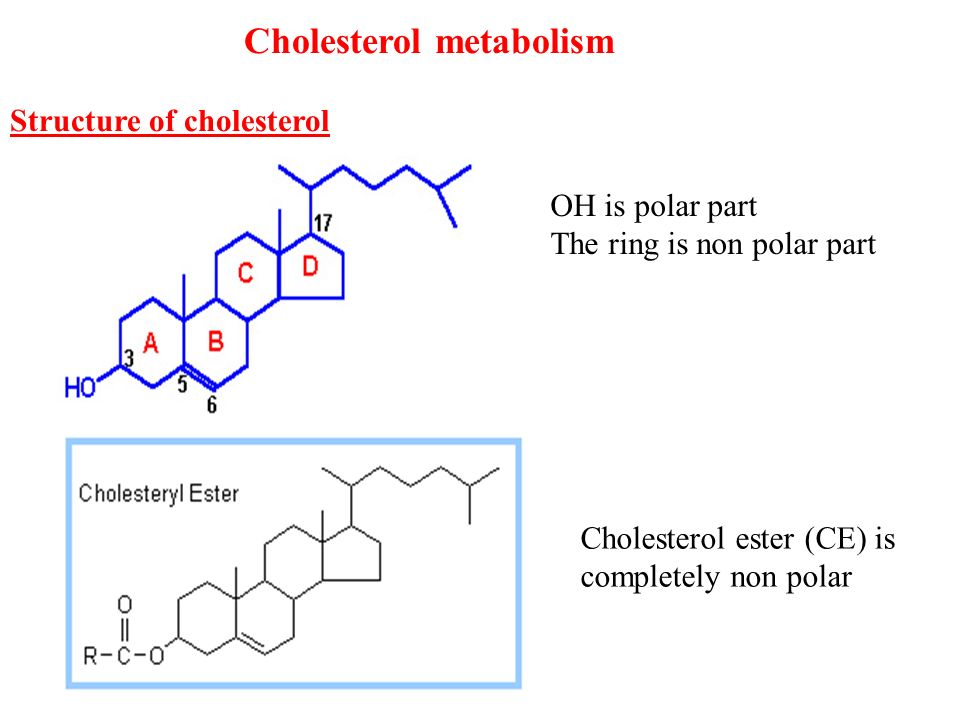 Cholesterol metabolism
Structure of cholesterol
17
OH is polar part
The ring is non polar part
C
D
A
B
3
HO
5
6
Cholesteryl Ester
Cholesterol ester (CE) is
completely non polar
O
R-C-O